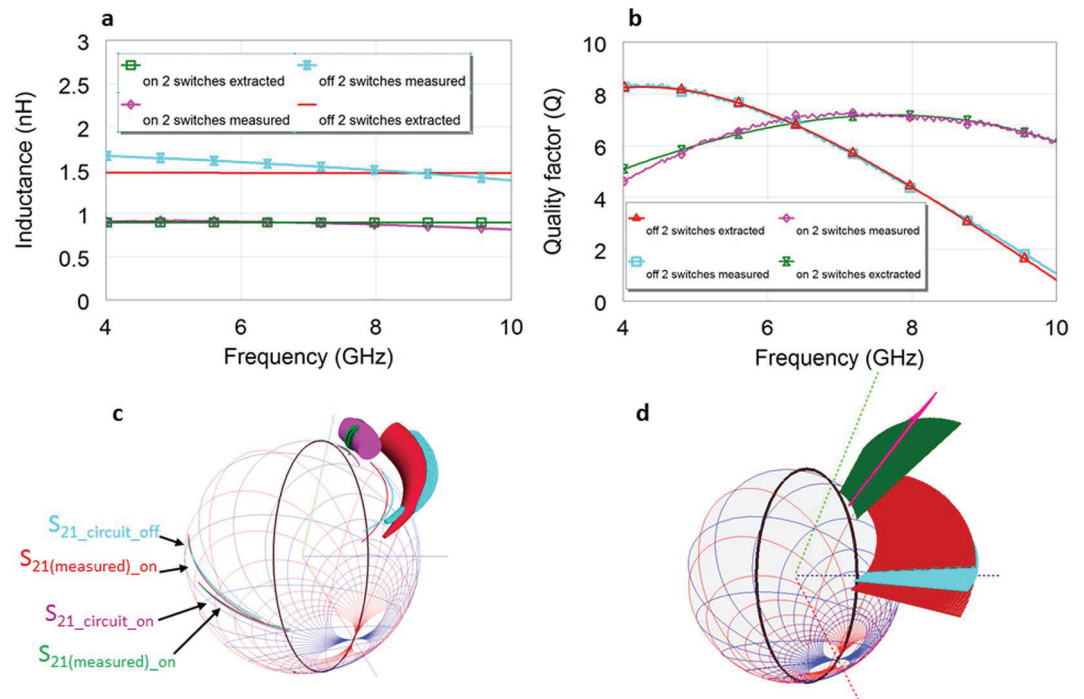 a
3
2.5
2
1.5
1
0.5
0
Inductance (nH)
on 2 switches extracted
off 2 switches measured
on 2 switches measured
off 2 switches extracted
4
6
8
10
Frequency (GHz)
b
10
8
6
4
2
0
Quality factor (Q)
off 2 switches extracted
on 2 switches measured
off 2 switches measured
on 2 switches exctracted
4
6
8
10
Frequency (GHz)
c
S21_circuit_off
S21(measured)_on
S21_circuit_on
S21(measured)_on
d